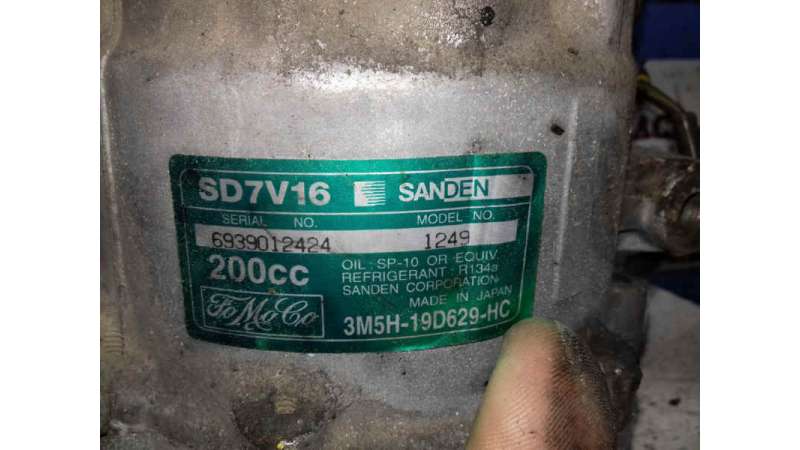 SD7V16 SANDEN
SERIAL NO. MODEL NO.
6939012424 1249
200cc OIL : SP-10 OR EQUIV.
REFRIGERANT : R134a
SANDEN CORPORATION
MADE IN JAPAN
FoMoCo 3M5H-19D629-HC